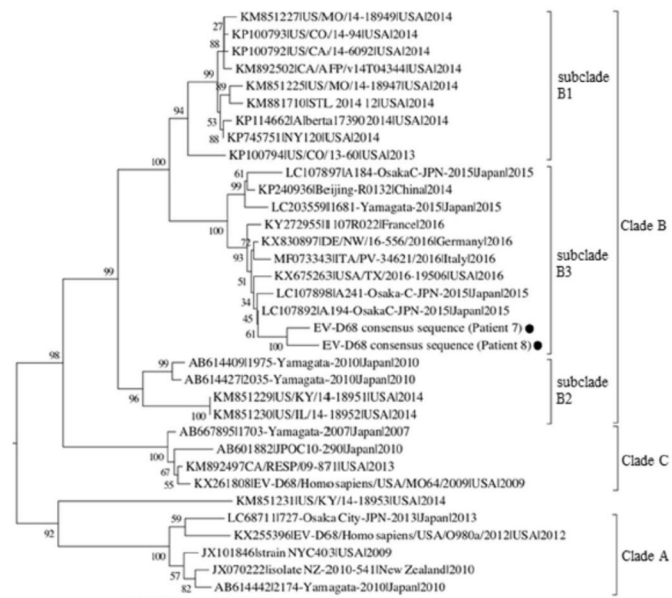 KM851227|US/MO/14-18949|USA|2014
27
KP100793|US/CO/14-94|USA|2014
88
KP100792|US/CA/14-6092|USA|2014
KM892502|CA/AFP/v14T04344|USA|2014
99
89
KM851225|US/MO/14-18947|USA|2014
subclade
B1
KM881710|STL 2014 12|USA|2014
94
53
KP114662|Alberta17390 2014|USA|2014
88
KP745751|NY120|USA|2014
100
KP100794|US/CO/13-60|USA|2013
61
LC107897|A184-OsakaC-JPN-2015|Japan|2015
99
KP240936|Beijing-R0132|China|2014
LC203559|1681-Yamagata-2015|Japan|2015
Clade B
100
KY272955|1107R022|France|2016
72
KX830897|DE/NW/16-556/2016|Germany|2016
93
MF073343|ITA/PV-34621/2016|Italy|2016
subclade
B3
99
51
KX675263|USA/TX/2016-19506|USA|2016
34
LC107898|A241-Osaka-C-JPN-2015|Japan|2015
45
LC107892|A194-OsakaC-JPN-2015|Japan|2015
61
EV-D68 consensus sequence (Patient 7)
100
EV-D68 consensus sequence (Patient 8)
98
99
AB614409|1975-Yamagata-2010|Japan|2010
AB614427|2035-Yamagata-2010|Japan|2010
subclade
B2
96
KM851229|US/KY/14-18951|USA|2014
100
KM851230|US/IL/14-18952|USA|2014
AB667895|1703-Yamagata-2007|Japan|2007
100
AB601882|JPOC10-290|Japan|2010
Clade C
67
KM892497CA/RESP/09-871|USA|2013
55
KX261808|EV-D68/Homo sapiens/USA/MO64/2009|USA|2009
KM851231|US/KY/14-18953|USA|2014
92
59
LC68711|727-Osaka City-JPN-2013|Japan|2013
KX255396|EV-D68/Homo sapiens/USA/O980a/2012|USA|2012
100
JX101846|strain NYC403|USA|2009
Clade A
57
JX070222|isolate NZ-2010-541|New Zealand|2010
82
AB614442|2174-Yamagata-2010|Japan|2010